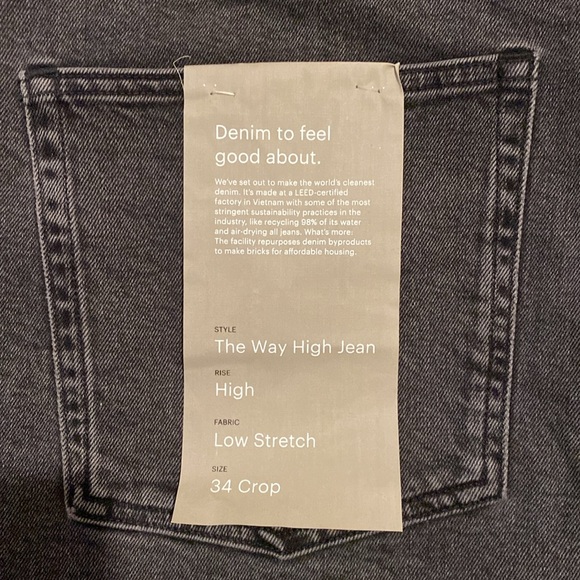 Denim to feel
good about.
We've set out to make the world's cleanest
denim. It's made at a LEED-certified
factory in Vietnam with some of the most
stringent sustainability practices in the
industry, like recycling 98% of its water
and air-drying all jeans. What's more:
The facility repurposes denim byproducts
to make bricks for affordable housing.
STYLE
The Way High Jean
RISE
High
FABRIC
Low Stretch
SIZE
34 Crop